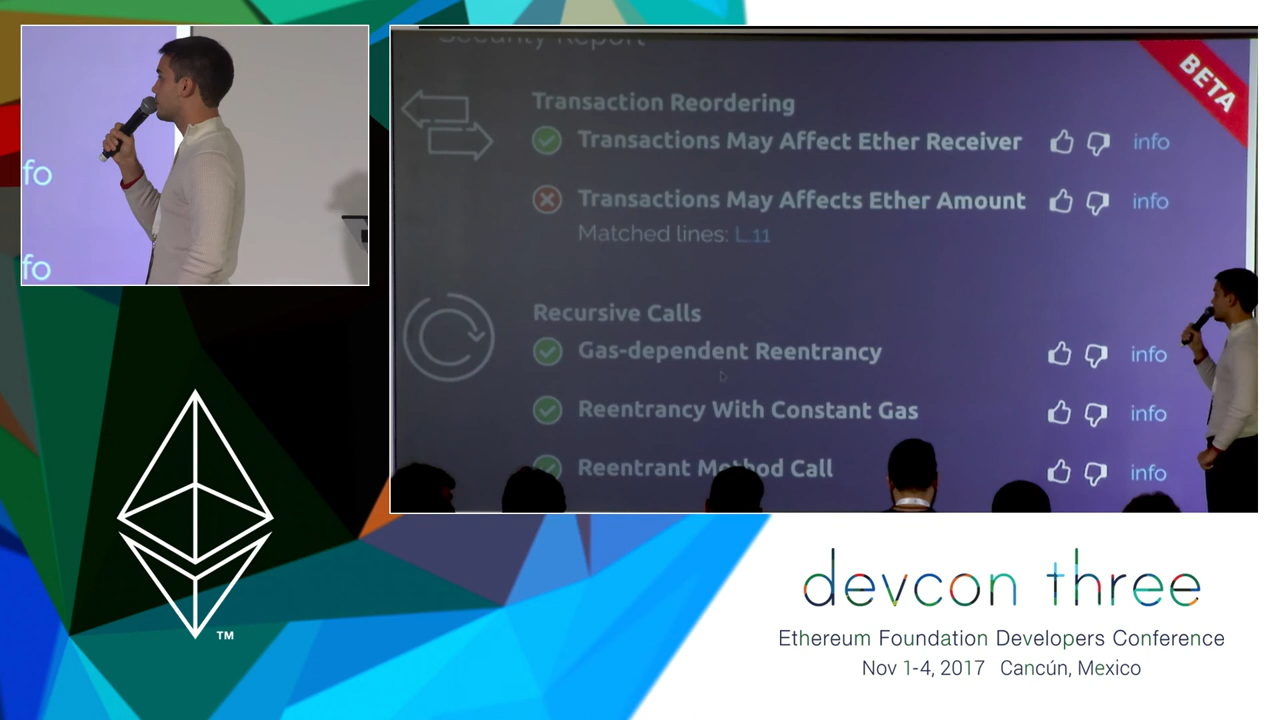 fo
fo
Security Report
BETA
Transaction Reordering
Transactions May Affect Ether Receiver info
Transactions May Affects Ether Amount info
Matched lines: L.11
Recursive Calls
Gas-dependent Reentrancy info
Reentrancy With Constant Gas info
Reentrant Method Call info
TM
devcon three
Ethereum Foundation Developers Conference
Nov 1-4, 2017 Cancún, Mexico